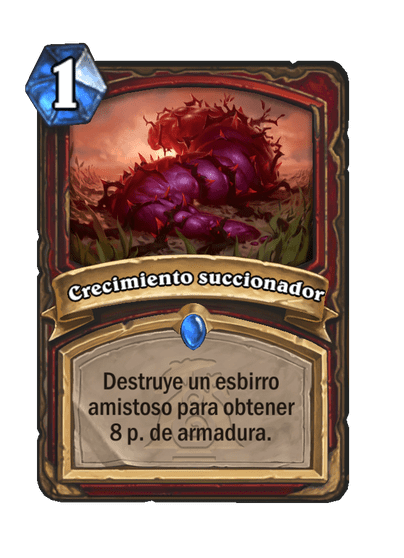 1
Crecimiento succionador
Destruye un esbirro
amistoso para obtener
8 p. de armadura.